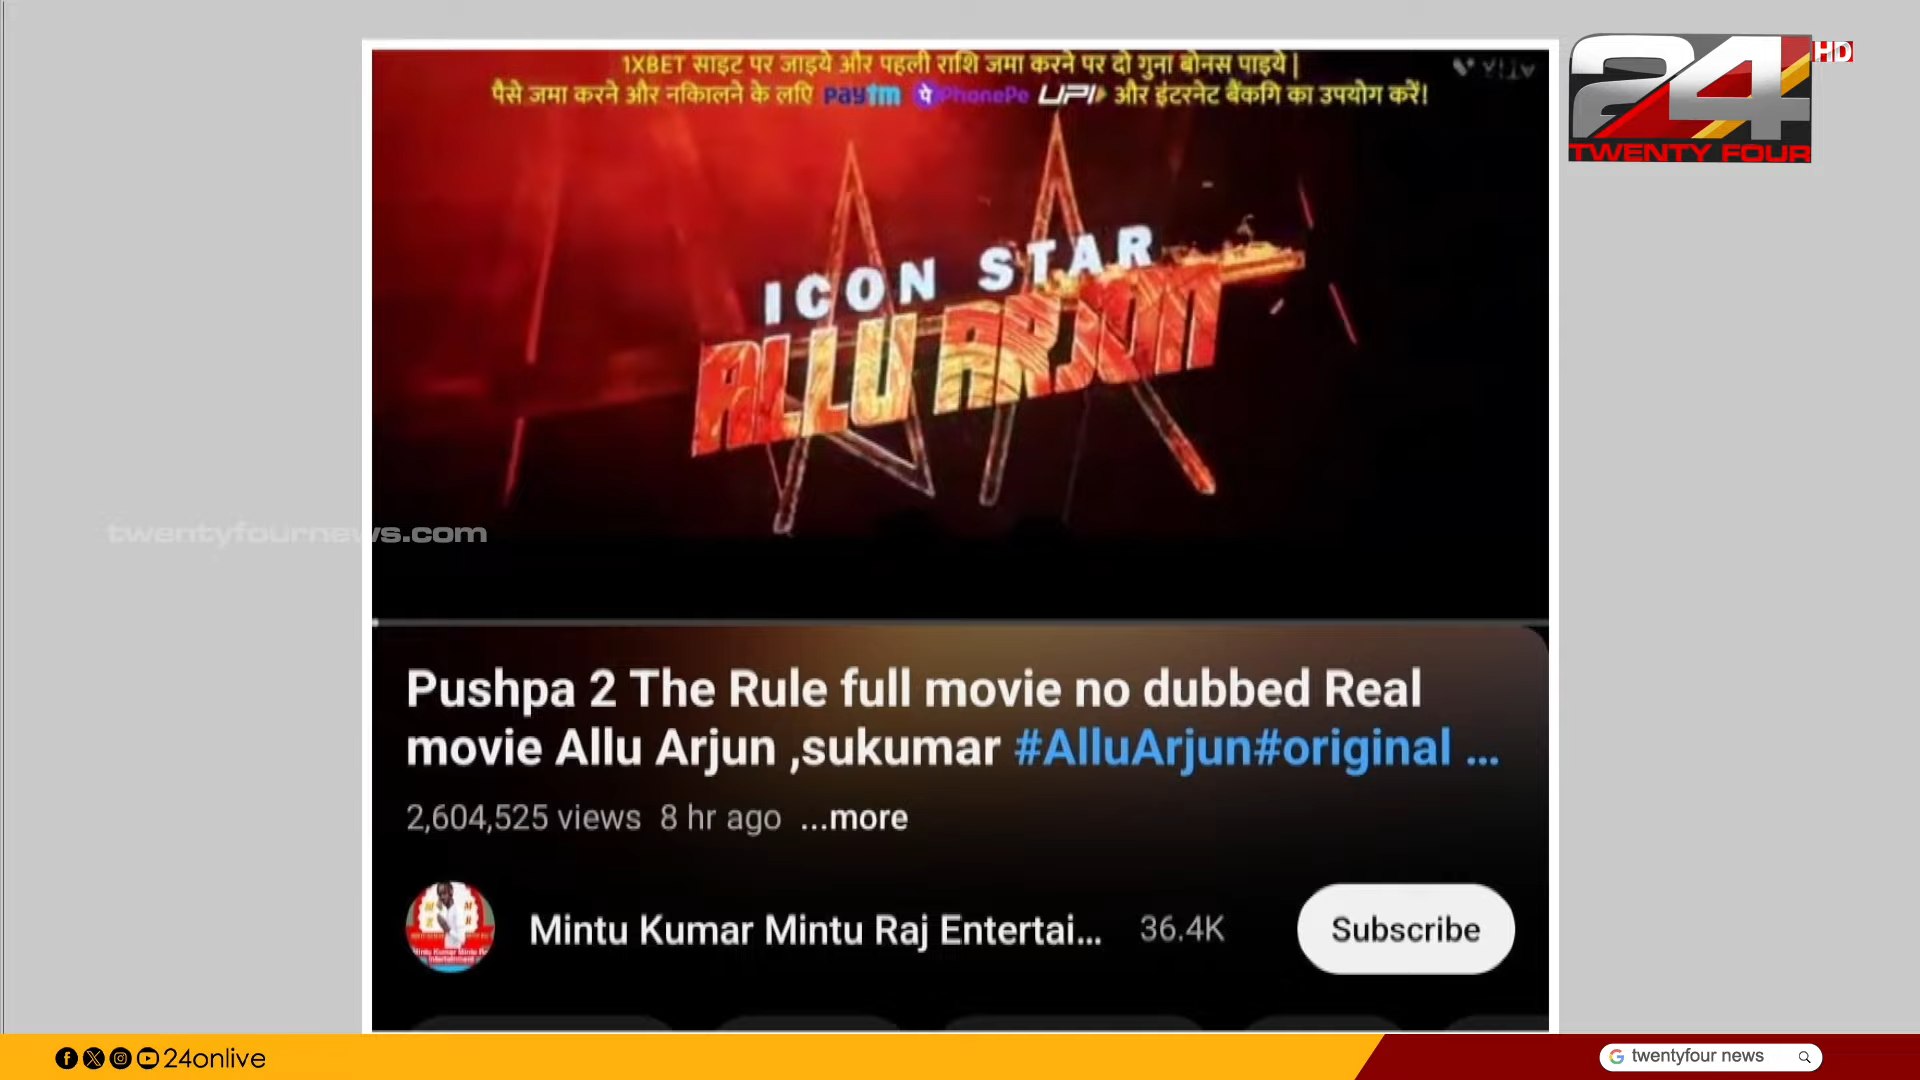 1XBET साइट पर जाइये और पहली राशि जमा करने पर दो गुना बोनस पाइये |
पैसे जमा करने और नकिालने के लएि Paytm पे PhonePe UPI और इंटरनेट बैंकगि का उपयोग करें!
24 HD
TWENTY FOUR
ICON STAR
ALLU ARJUN
twentyfournews.com
Pushpa 2 The Rule full movie no dubbed Real
movie Allu Arjun ,sukumar #AlluArjun#original ...
2,604,525 views 8 hr ago ...more
Mintu Kumar Mintu Raj Entertai... 36.4K
Subscribe
24onlive
twentyfour news